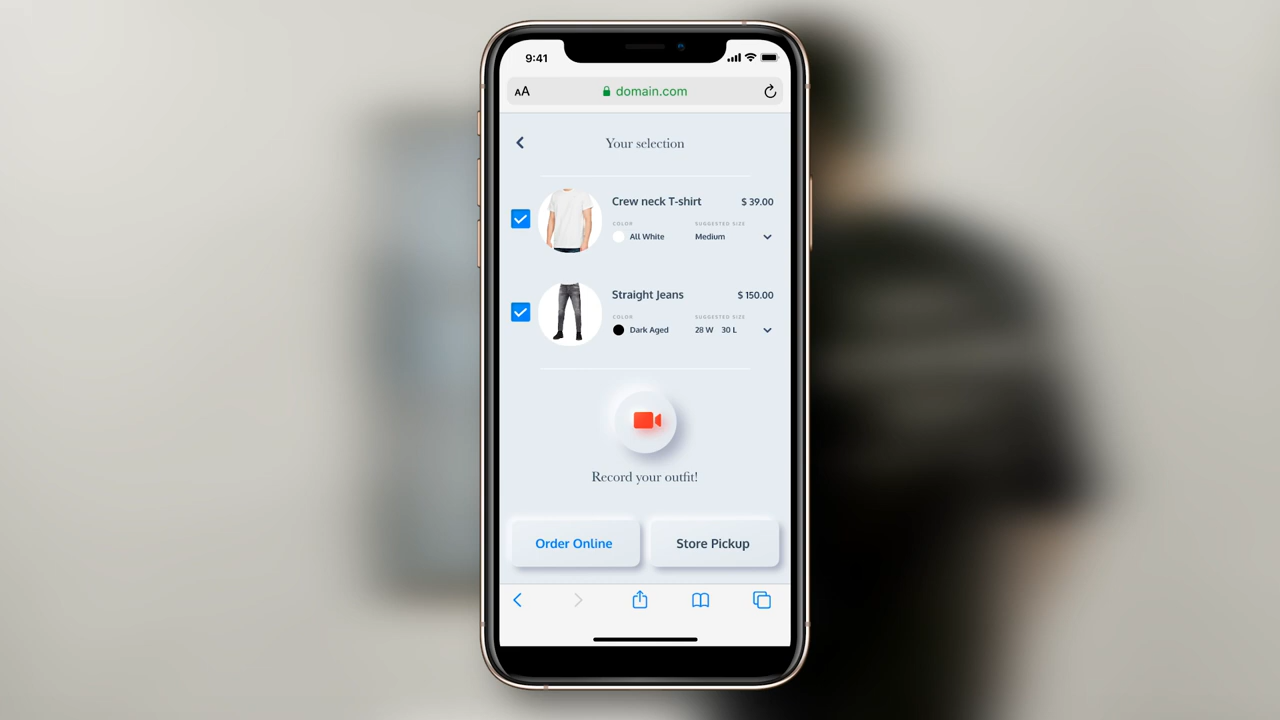 9:41
AA domain.com
Your selection
Crew neck T-shirt $ 39.00
COLOR SUGGESTED SIZE
All White Medium
Straight Jeans $ 150.00
COLOR SUGGESTED SIZE
Dark Aged 28 W 30 L
Record your outfit!
Order Online Store Pickup